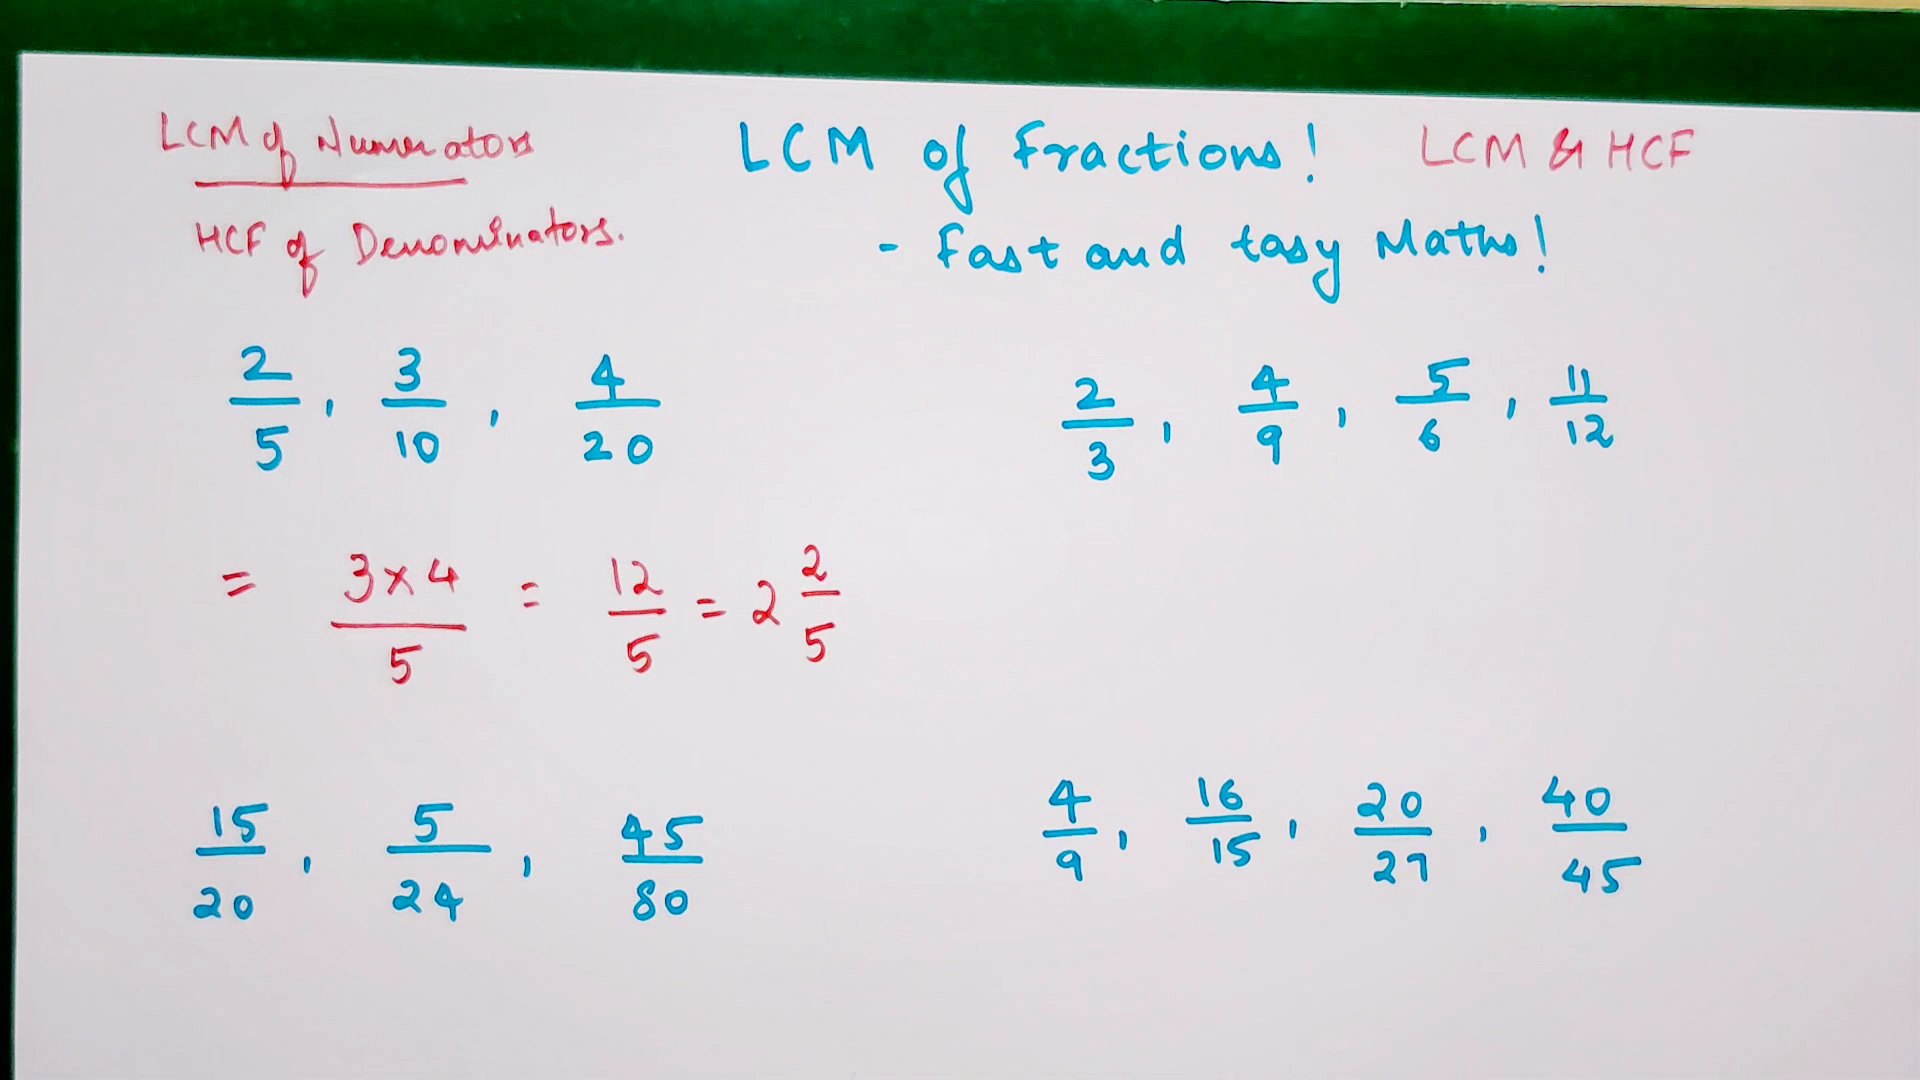 LCM of Numerators
HCF of Denominators.
LCM of Fractions!
LCM & HCF
- Fast and Easy Maths!
2/5, 3/10, 4/20
= 3x4/5 = 12/5 = 2 2/5
2/3, 4/9, 5/6, 11/12
15/20, 5/24, 45/80
4/9, 16/15, 20/27, 40/45